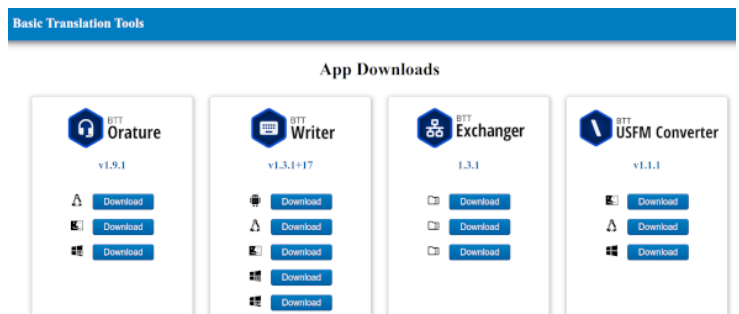 Basic Translation Tools
App Downloads
BTT
Orature
v1.9.1
Download
Download
Download
BTT
Writer
v1.3.1+17
Download
Download
Download
Download
Download
BTT
Exchanger
1.3.1
Download
Download
Download
BTT
USFM Converter
v1.1.1
Download
Download
Download